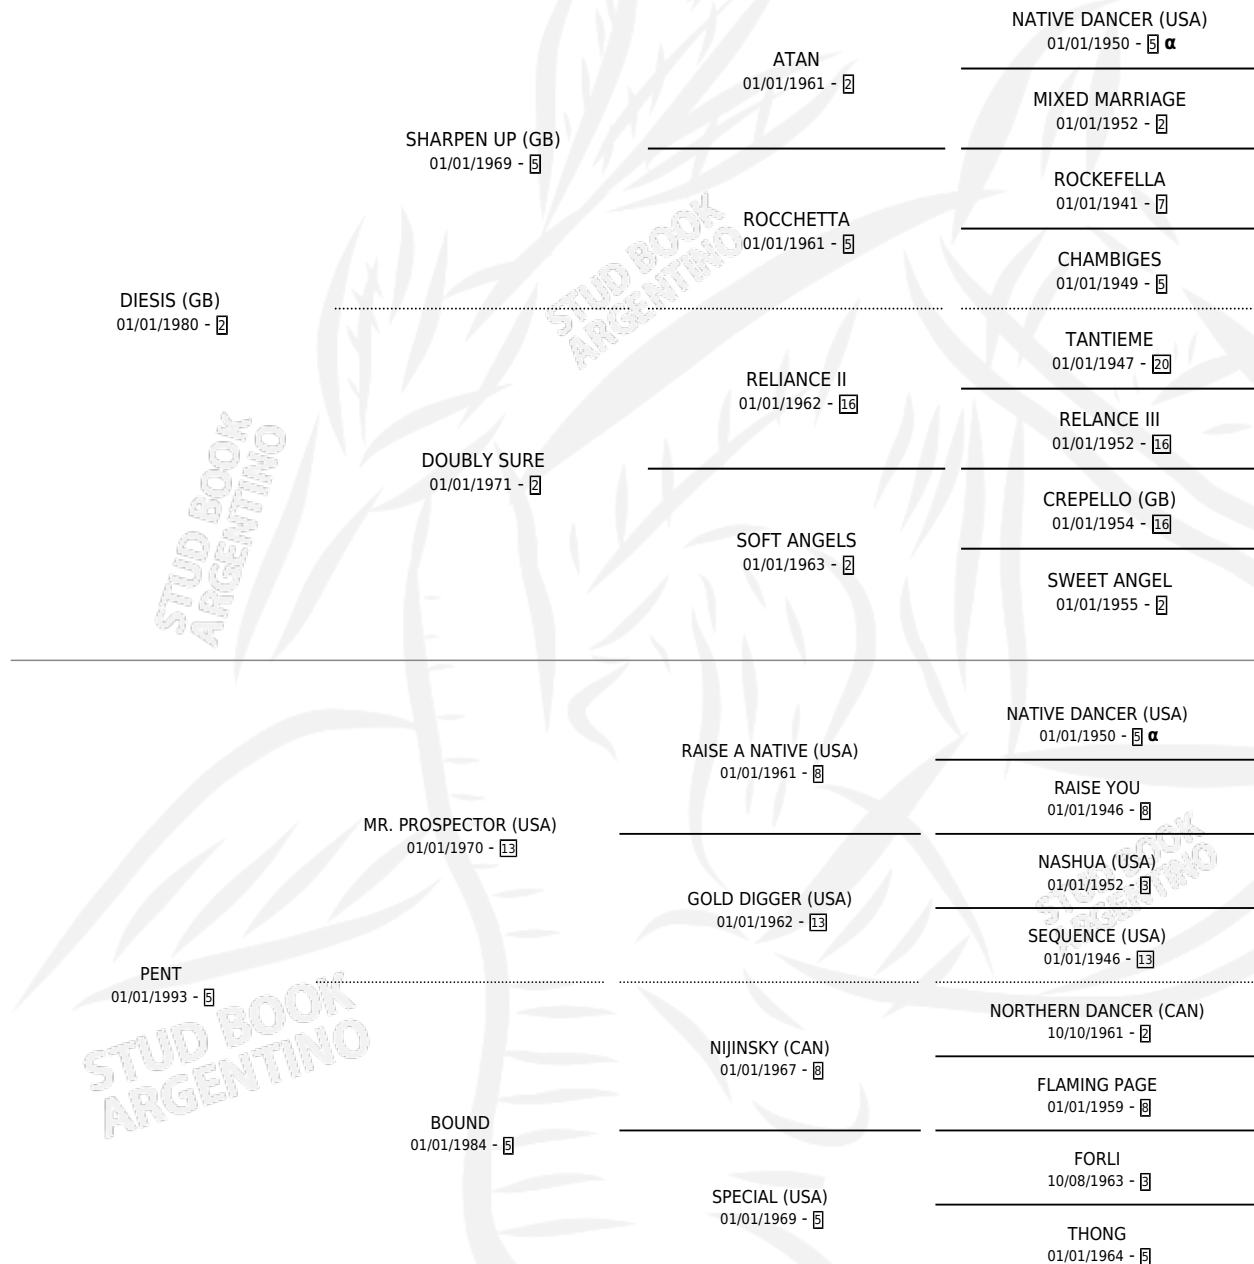 NATIVE DANCER (USA)
01/01/1950 - 5 α
ATAN
01/01/1961 - 2
MIXED MARRIAGE
01/01/1952 - 2
SHARPEN UP (GB)
01/01/1969 - 5
ROCKEFELLA
01/01/1941 - 7
ROCCHETTA
01/01/1961 - 5
CHAMBIGES
01/01/1949 - 5
DIESIS (GB)
01/01/1980 - 2
TANTIEME
01/01/1947 - 20
RELIANCE II
01/01/1962 - 16
RELANCE III
01/01/1952 - 16
DOUBLY SURE
01/01/1971 - 2
CREPELLO (GB)
01/01/1954 - 16
SOFT ANGELS
01/01/1963 - 2
SWEET ANGEL
01/01/1955 - 2
NATIVE DANCER (USA)
01/01/1950 - 5 α
RAISE A NATIVE (USA)
01/01/1961 - 8
RAISE YOU
01/01/1946 - 8
MR. PROSPECTOR (USA)
01/01/1970 - 13
NASHUA (USA)
01/01/1952 - 3
GOLD DIGGER (USA)
01/01/1962 - 13
SEQUENCE (USA)
01/01/1946 - 13
PENT
01/01/1993 - 5
NORTHERN DANCER (CAN)
10/10/1961 - 2
NIJINSKY (CAN)
01/01/1967 - 8
FLAMING PAGE
01/01/1959 - 8
BOUND
01/01/1984 - 5
FORLI
10/08/1963 - 3
SPECIAL (USA)
01/01/1969 - 5
THONG
01/01/1964 - 5
STUD BOOK
ARGENTINO
STUD BOOK
ARGENTINO
STUD BOOK
ARGENTINO
STUD BOOK
ARGENTINO